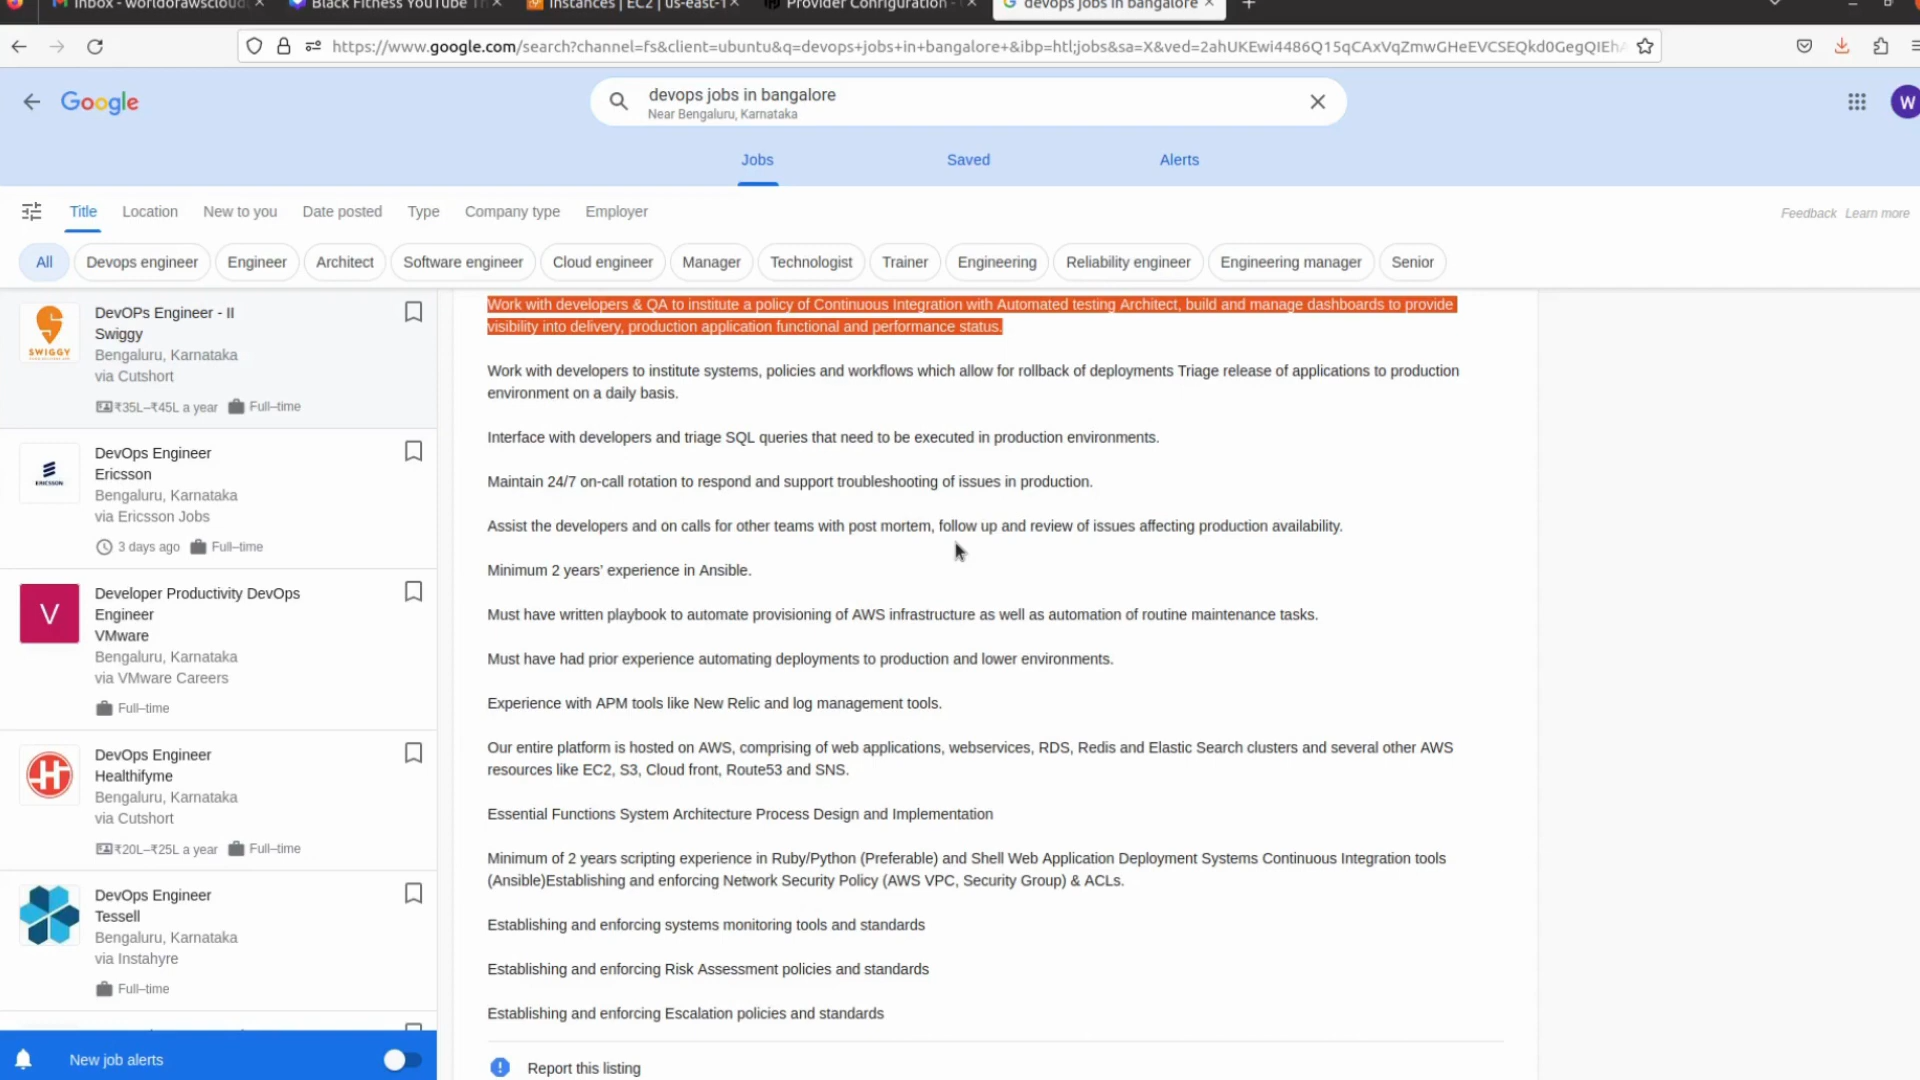 Inbox - worldofawscloud
Black Fitness YouTube Th
Instances | EC2 | us-east-1
Provider Configuration -
devops jobs in bangalore
https://www.google.com/search?channel=fs&client=ubuntu&q=devops+jobs+in+bangalore+&ibp=htl;jobs&sa=X&ved=2ahUKEwi4486Q15qCAxVqZmwGHeEVCSEQkd0GegQIEhA
Google
devops jobs in bangalore
Near Bengaluru, Karnataka
W
Jobs
Saved
Alerts
Title
Location
New to you
Date posted
Type
Company type
Employer
Feedback
Learn more
All
Devops engineer
Engineer
Architect
Software engineer
Cloud engineer
Manager
Technologist
Trainer
Engineering
Reliability engineer
Engineering manager
Senior
SWIGGY
DevOPs Engineer - II
Swiggy
Bengaluru, Karnataka
via Cutshort
₹35L–₹45L a year
Full–time
ERICSSON
DevOps Engineer
Ericsson
Bengaluru, Karnataka
via Ericsson Jobs
3 days ago
Full–time
V
Developer Productivity DevOps
Engineer
VMware
Bengaluru, Karnataka
via VMware Careers
Full–time
H
DevOps Engineer
Healthifyme
Bengaluru, Karnataka
via Cutshort
₹20L–₹25L a year
Full–time
DevOps Engineer
Tessell
Bengaluru, Karnataka
via Instahyre
Full–time
New job alerts
Work with developers & QA to institute a policy of Continuous Integration with Automated testing Architect, build and manage dashboards to provide
visibility into delivery, production application functional and performance status.
Work with developers to institute systems, policies and workflows which allow for rollback of deployments Triage release of applications to production
environment on a daily basis.
Interface with developers and triage SQL queries that need to be executed in production environments.
Maintain 24/7 on-call rotation to respond and support troubleshooting of issues in production.
Assist the developers and on calls for other teams with post mortem, follow up and review of issues affecting production availability.
Minimum 2 years' experience in Ansible.
Must have written playbook to automate provisioning of AWS infrastructure as well as automation of routine maintenance tasks.
Must have had prior experience automating deployments to production and lower environments.
Experience with APM tools like New Relic and log management tools.
Our entire platform is hosted on AWS, comprising of web applications, webservices, RDS, Redis and Elastic Search clusters and several other AWS
resources like EC2, S3, Cloud front, Route53 and SNS.
Essential Functions System Architecture Process Design and Implementation
Minimum of 2 years scripting experience in Ruby/Python (Preferable) and Shell Web Application Deployment Systems Continuous Integration tools
(Ansible)Establishing and enforcing Network Security Policy (AWS VPC, Security Group) & ACLs.
Establishing and enforcing systems monitoring tools and standards
Establishing and enforcing Risk Assessment policies and standards
Establishing and enforcing Escalation policies and standards
Report this listing